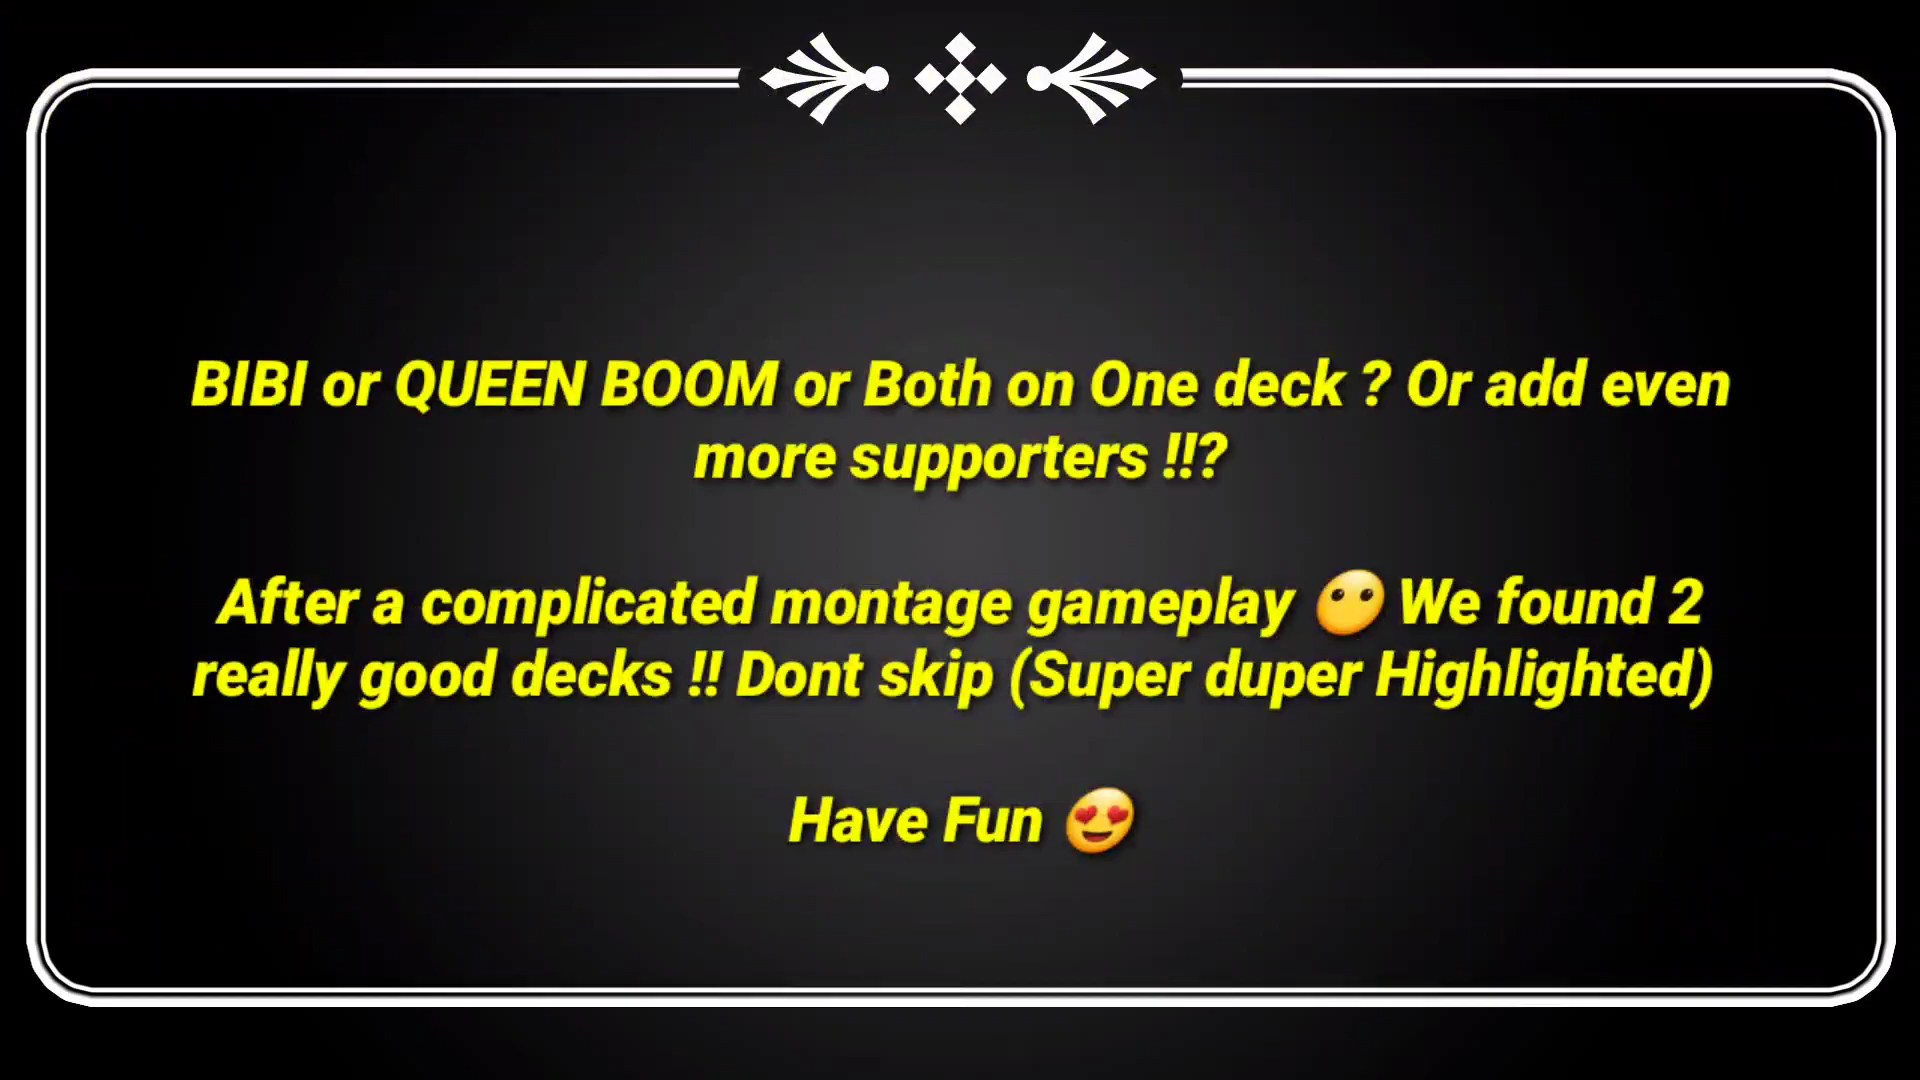 BIBI or QUEEN BOOM or Both on One deck ? Or add even
more supporters !!?
After a complicated montage gameplay 😶 We found 2
really good decks !! Dont skip (Super duper Highlighted)
Have Fun 😍